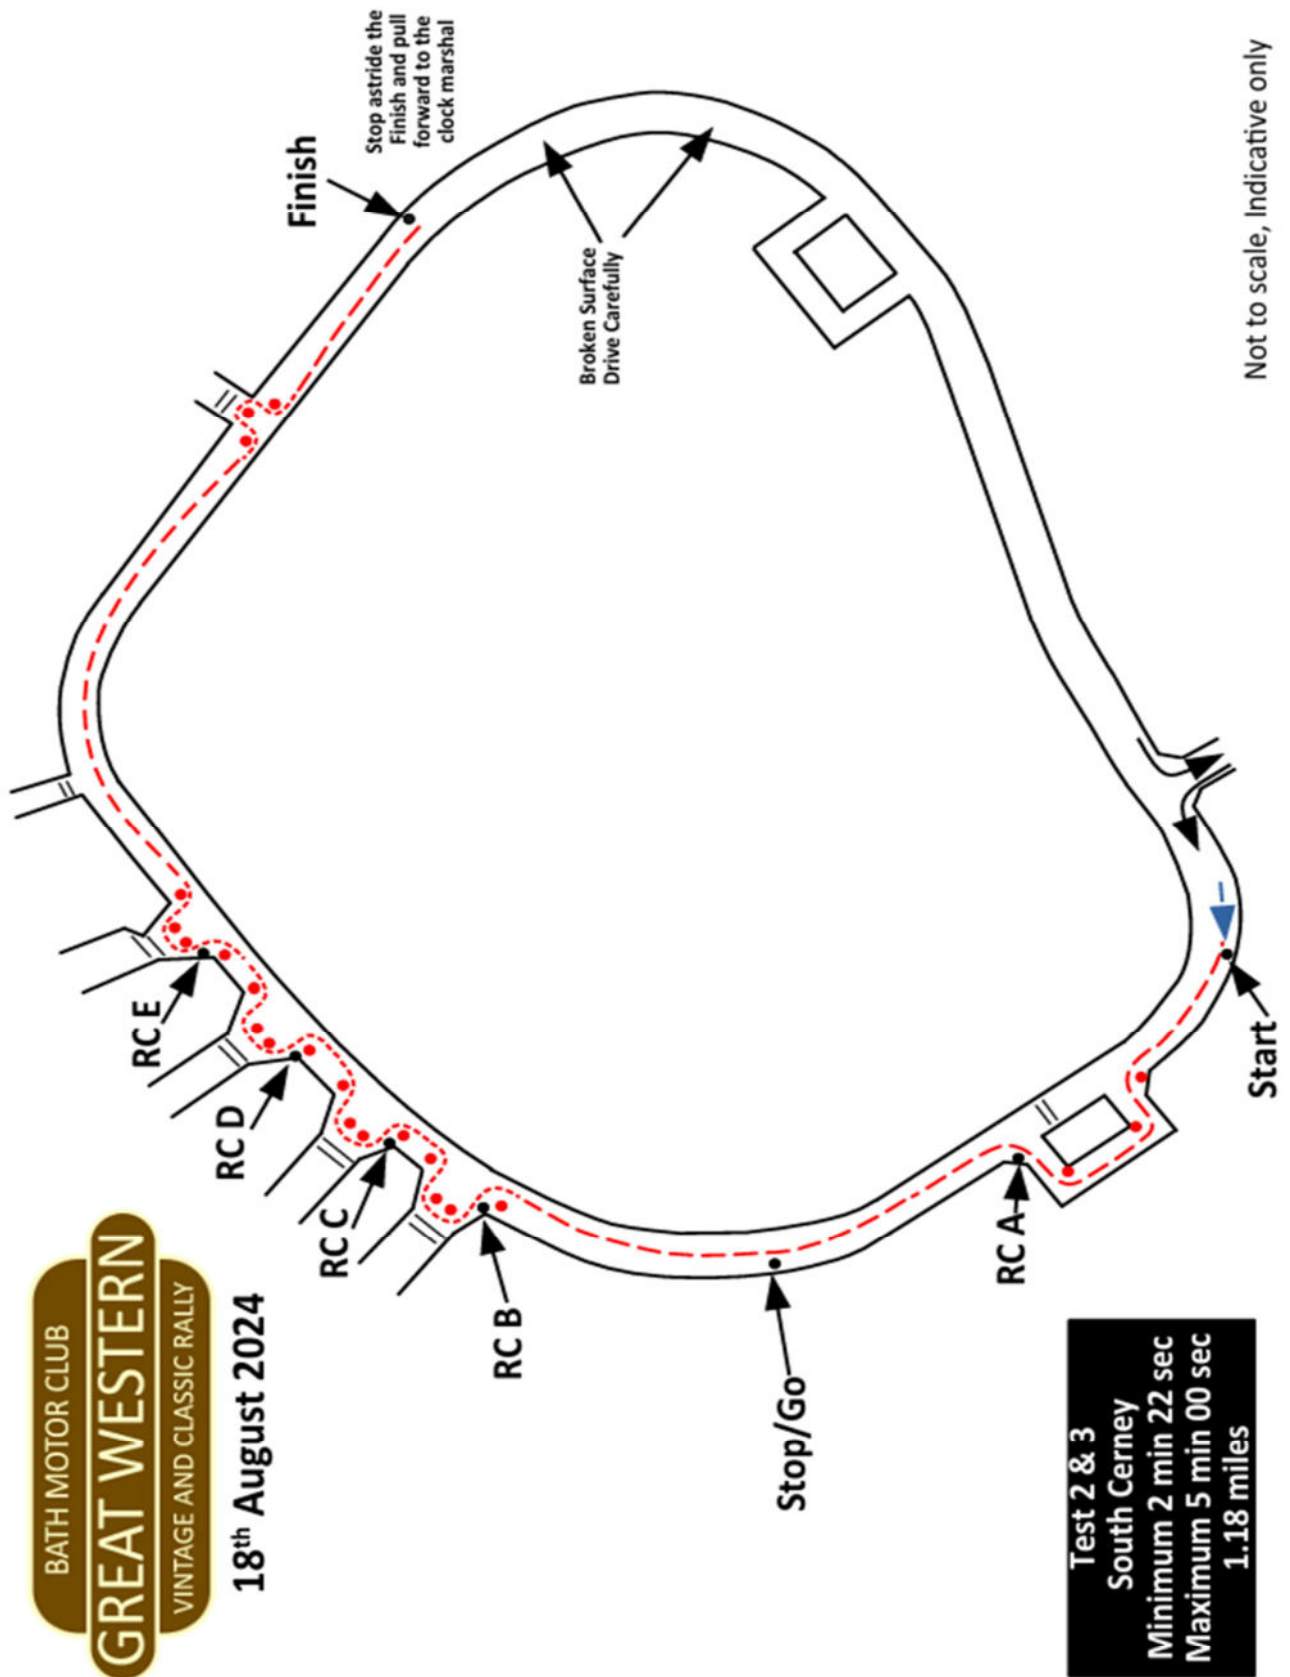 BATH MOTOR CLUB
GREAT WESTERN
VINTAGE AND CLASSIC RALLY
18th August 2024
RC E
RC D
RC C
RC B
Stop/Go
RC A
Start
Finish
Stop astride the
Finish and pull
forward to the
clock marshal
Broken Surface
Drive Carefully
Test 2 & 3
South Cerney
Minimum 2 min 22 sec
Maximum 5 min 00 sec
1.18 miles
Not to scale, Indicative only